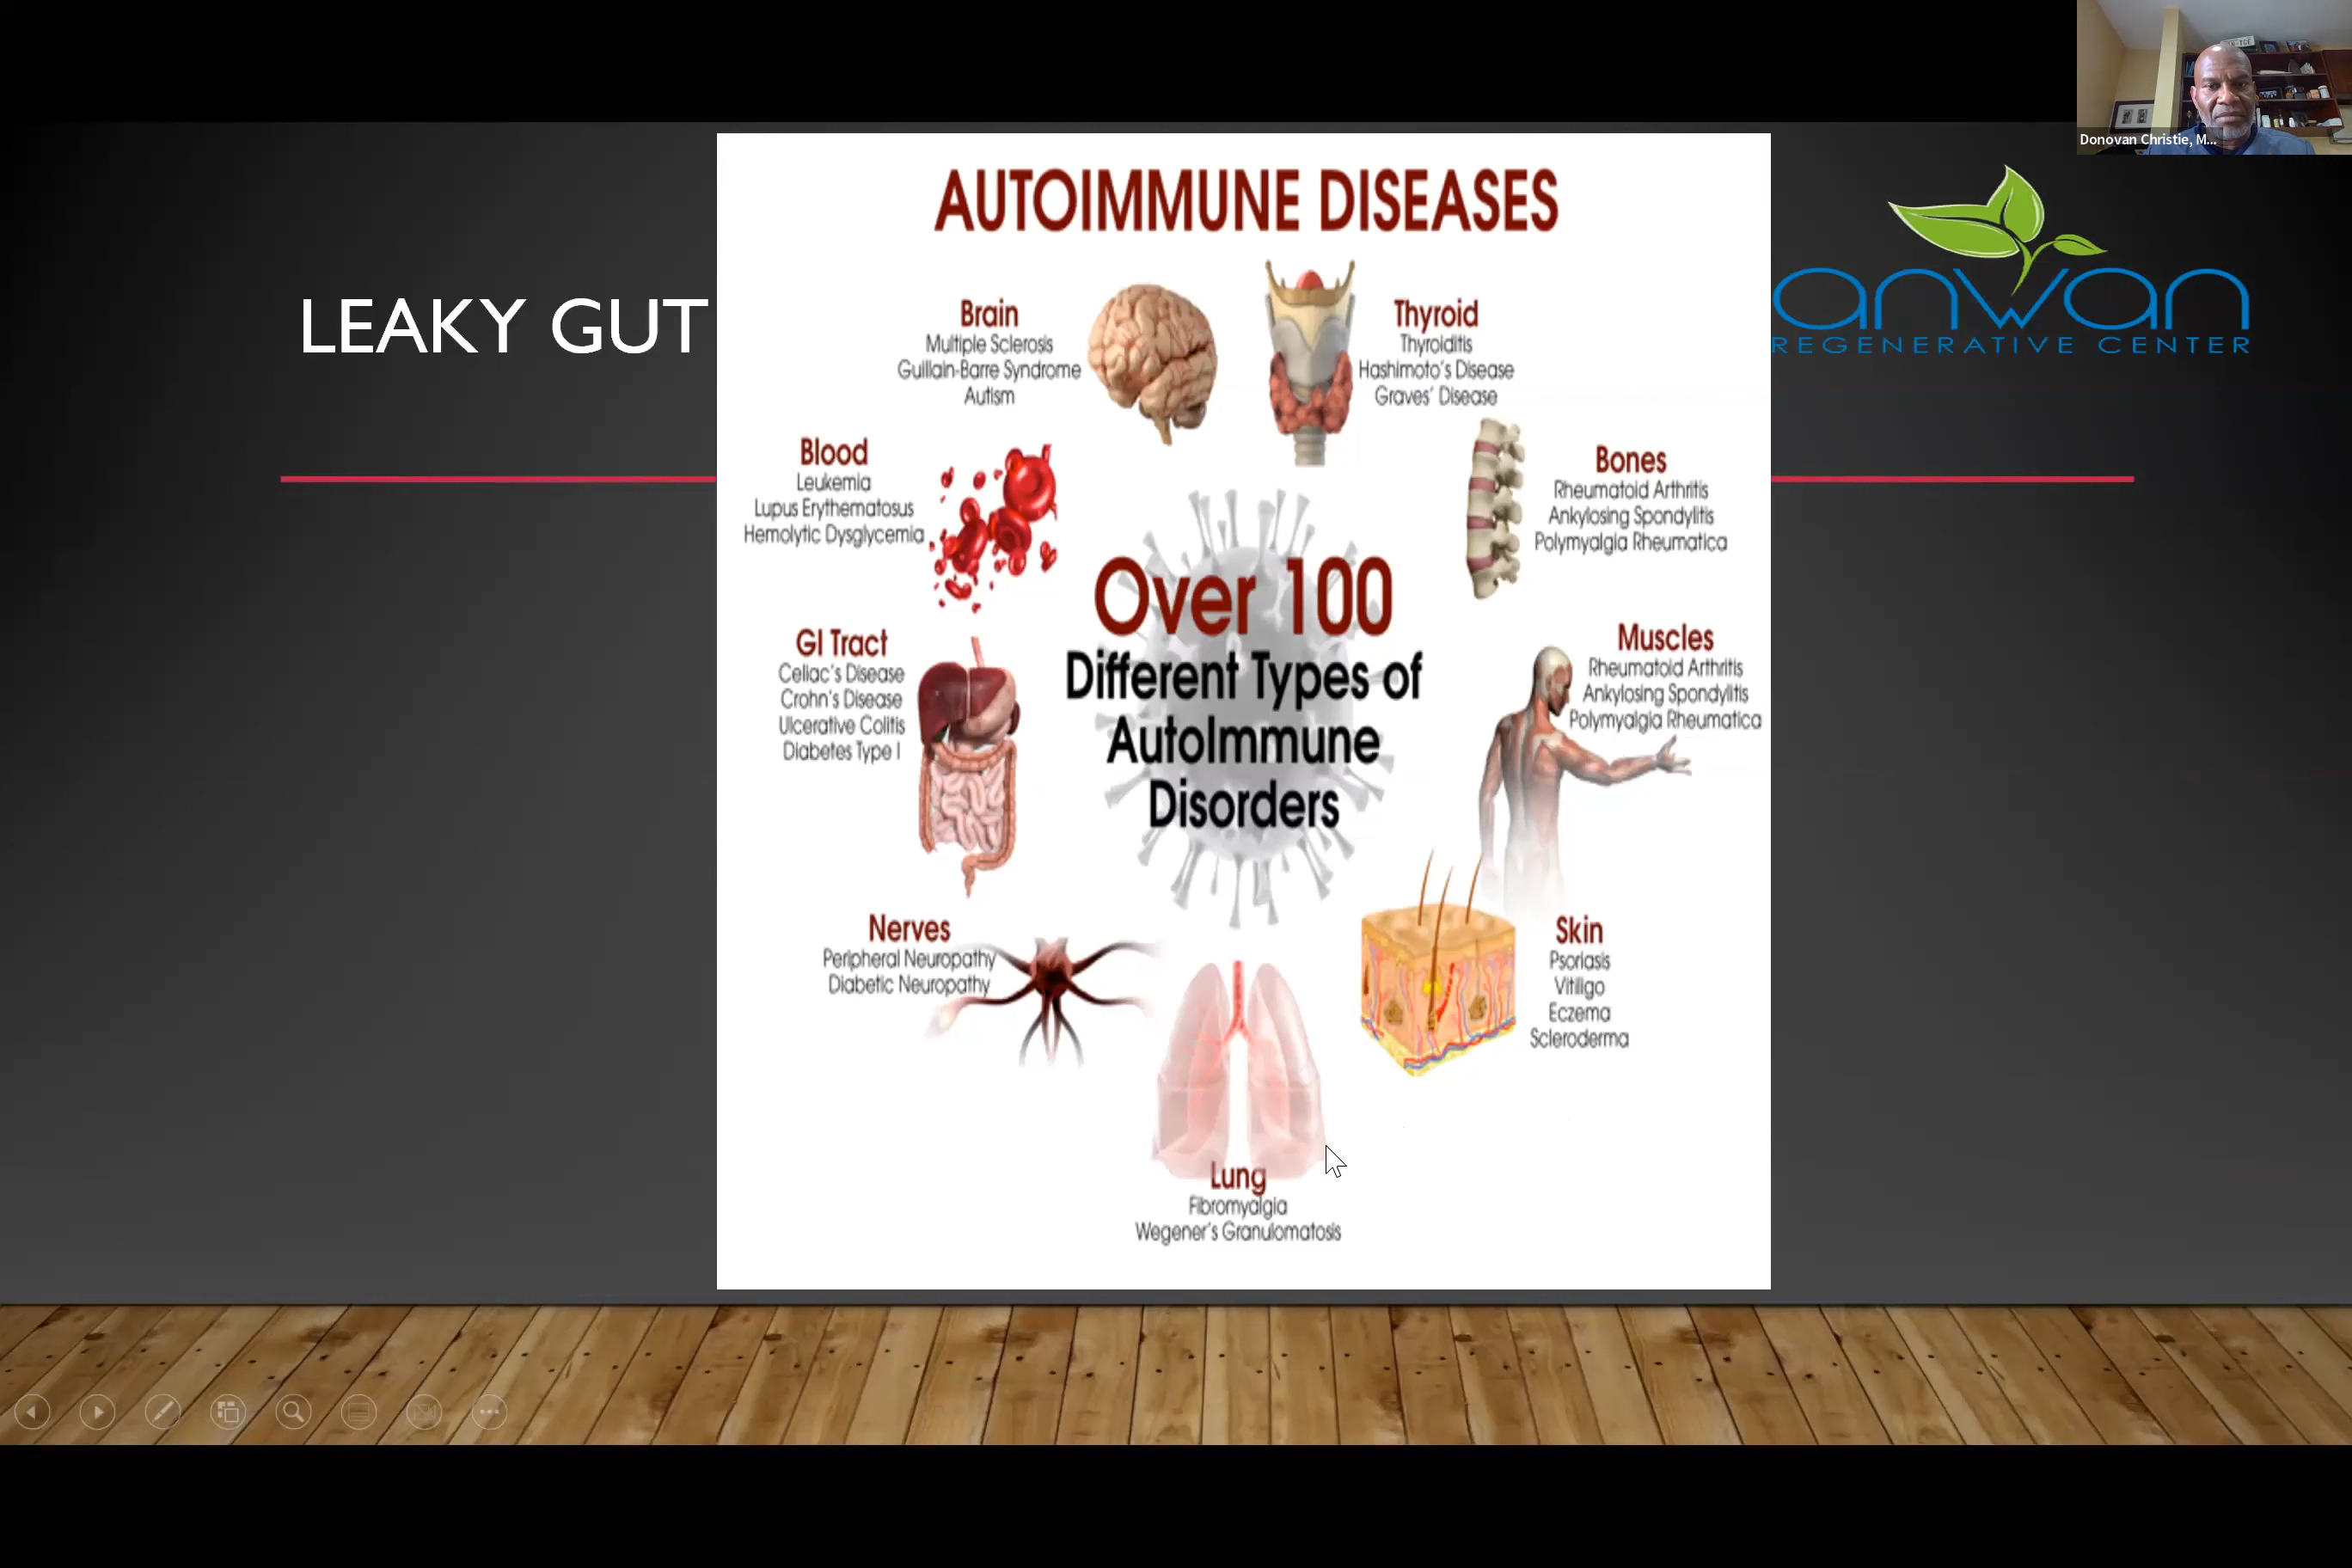 Donovan Christie, M...
LEAKY GUT
anwan
REGENERATIVE CENTER
AUTOIMMUNE DISEASES
Brain
Multiple Sclerosis
Guillain-Barre Syndrome
Autism
Thyroid
Thyroiditis
Hashimoto's Disease
Graves' Disease
Blood
Leukemia
Lupus Erythematosus
Hemolytic Dysglycemia
Bones
Rheumatoid Arthritis
Ankylosing Spondylitis
Polymyalgia Rheumatica
Over 100
Different Types of
AutoImmune
Disorders
GI Tract
Celiac's Disease
Crohn's Disease
Ulcerative Colitis
Diabetes Type I
Muscles
Rheumatoid Arthritis
Ankylosing Spondylitis
Polymyalgia Rheumatica
Nerves
Peripheral Neuropathy
Diabetic Neuropathy
Skin
Psoriasis
Vitiligo
Eczema
Scleroderma
Lung
Fibromyalgia
Wegener's Granulomatosis